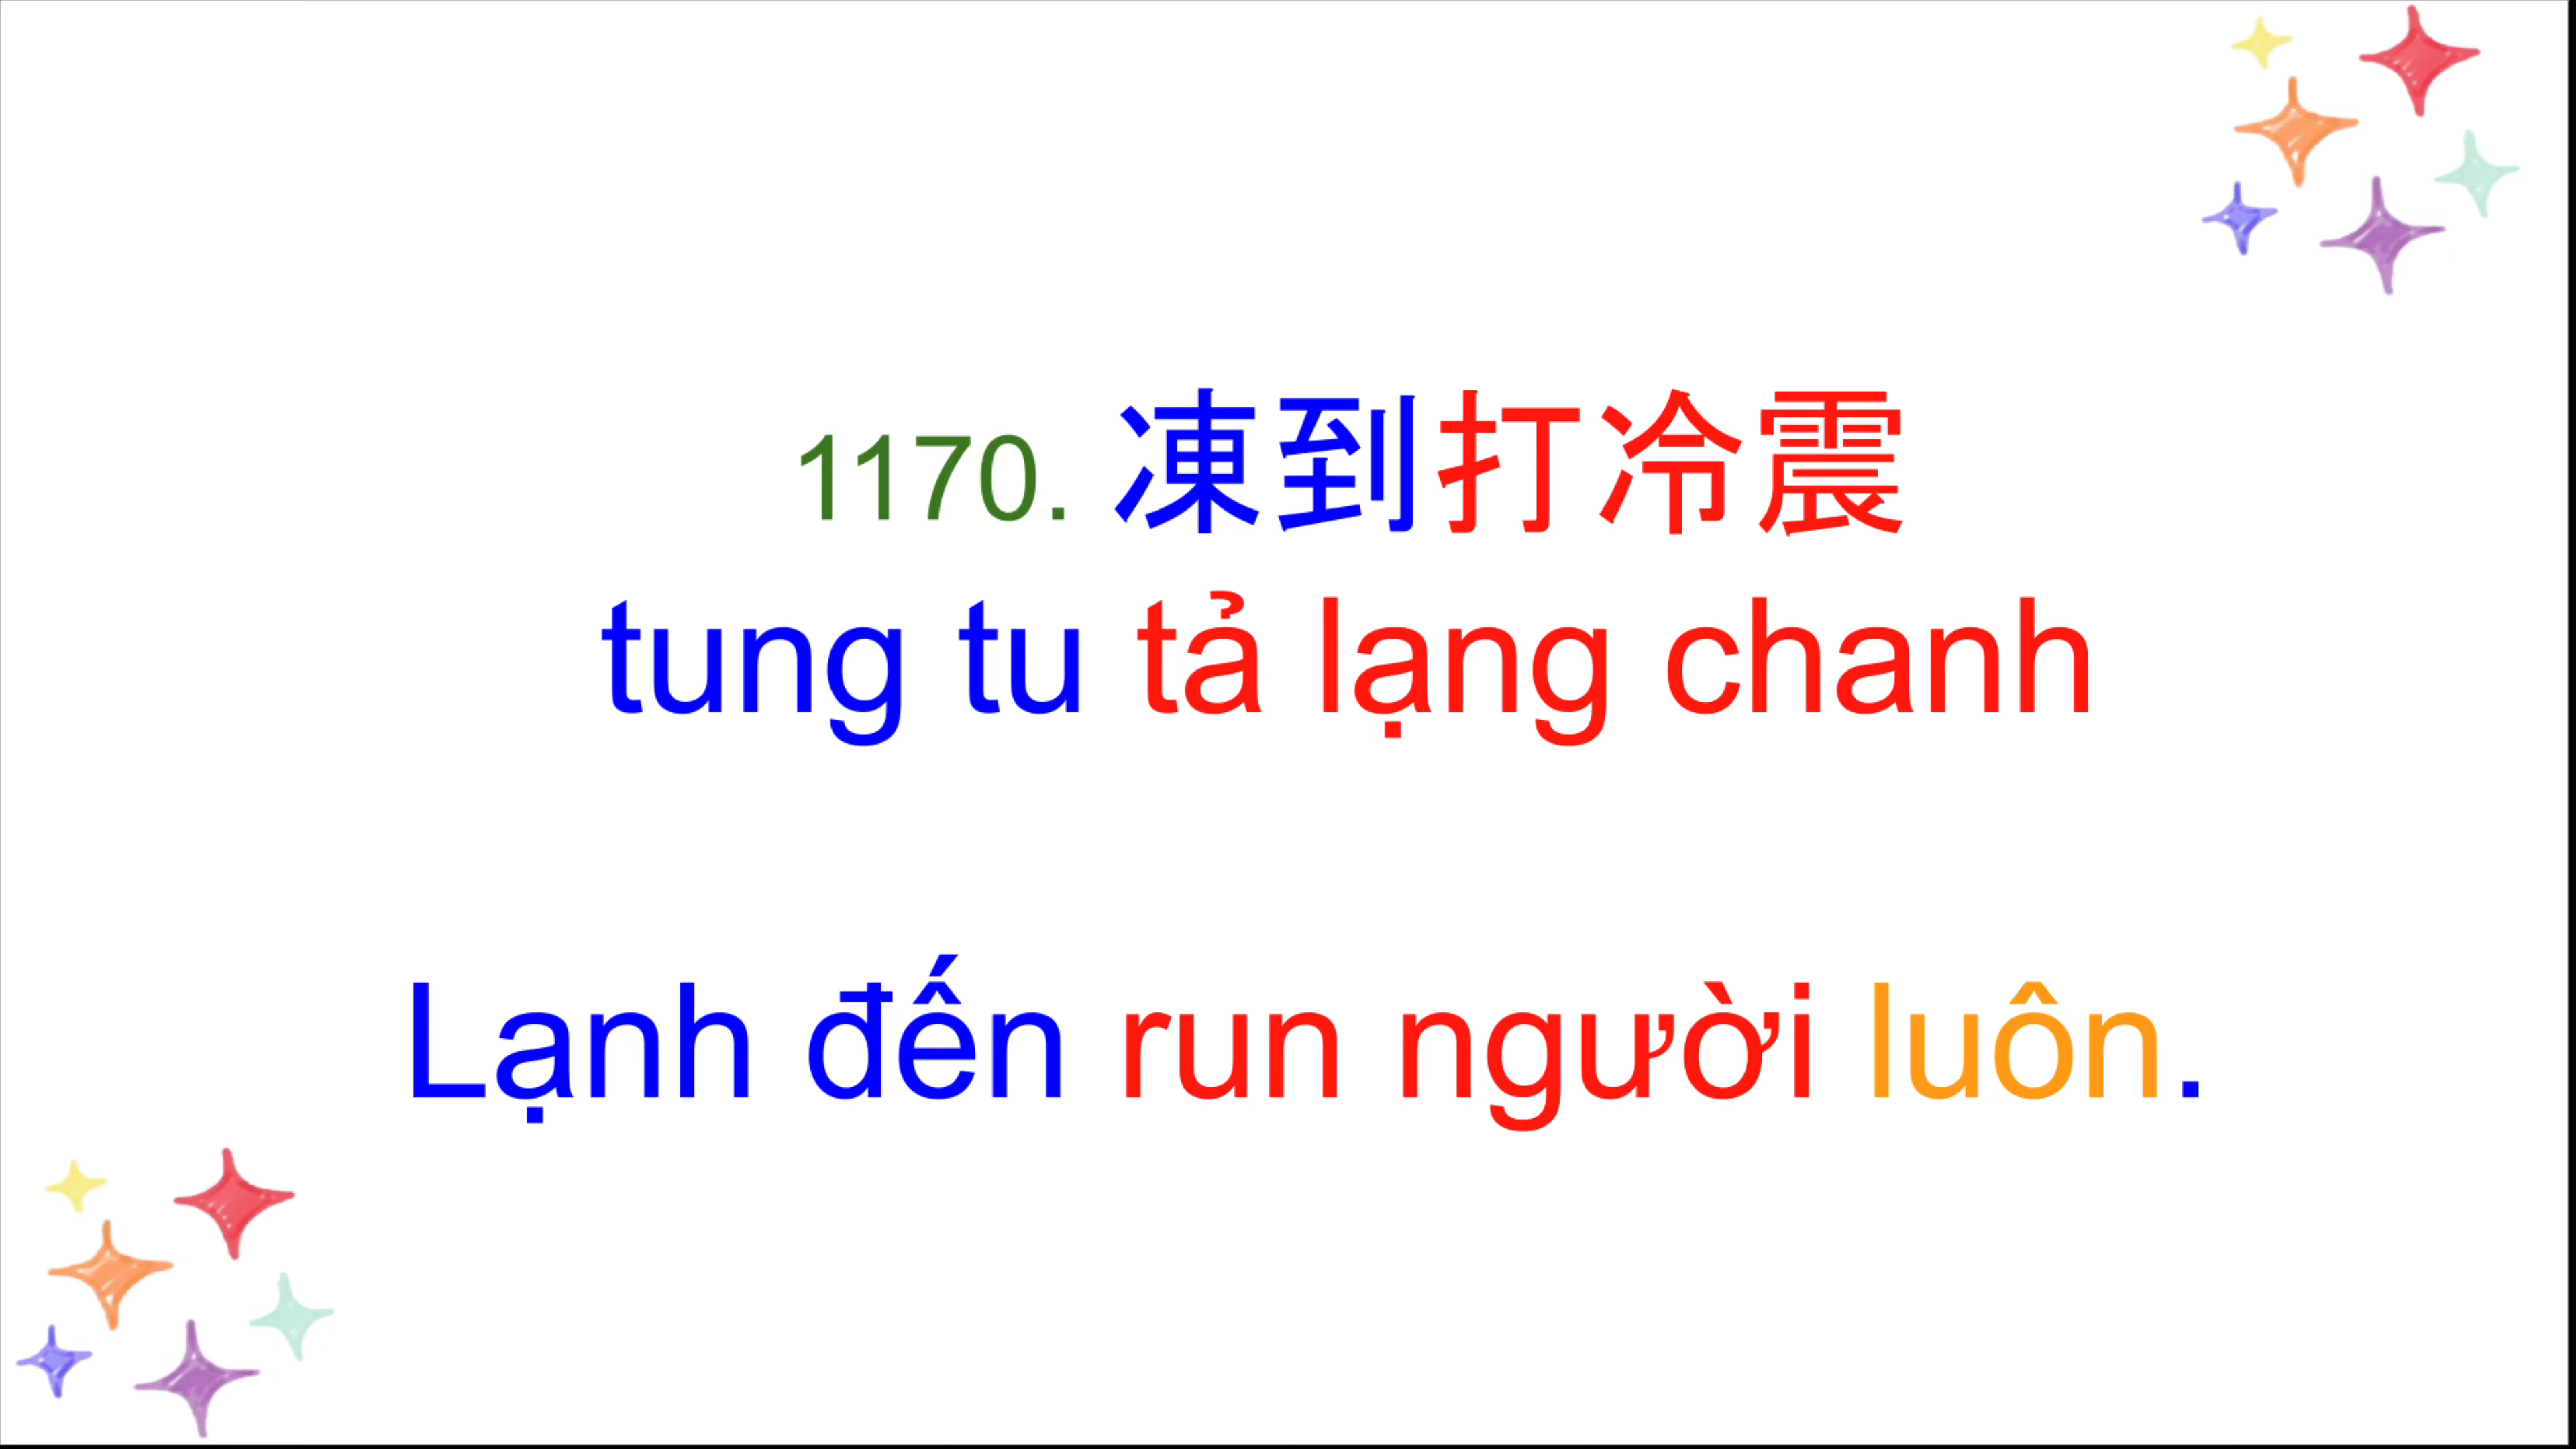 1170. 凍到打冷震
tung tu tả lạng chanh
Lạnh đến run người luôn.